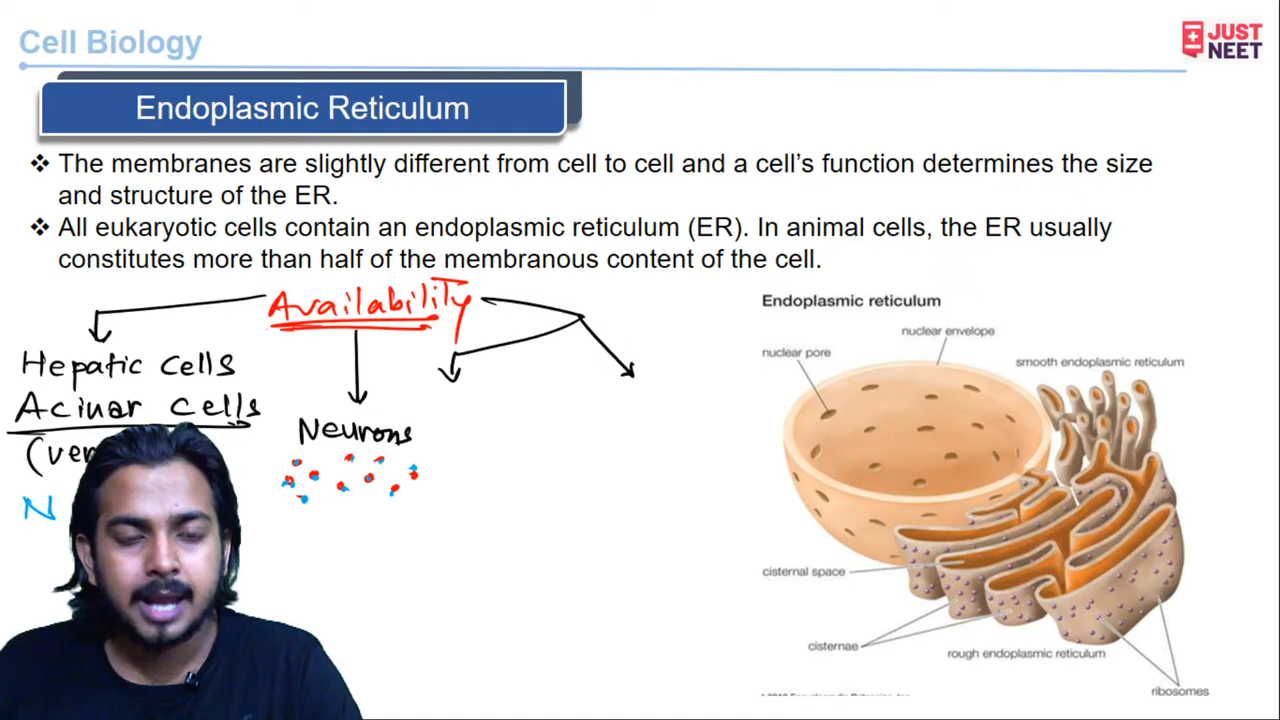 Cell Biology
JUST
NEET
Endoplasmic Reticulum
❖ The membranes are slightly different from cell to cell and a cell’s function determines the size
and structure of the ER.
❖ All eukaryotic cells contain an endoplasmic reticulum (ER). In animal cells, the ER usually
constitutes more than half of the membranous content of the cell.
Availability
Hepatic cells
Acinar cells
(ver
N
Neurons
Endoplasmic reticulum
nuclear envelope
nuclear pore
smooth endoplasmic reticulum
cisternal space
cisternae
rough endoplasmic reticulum
ribosomes